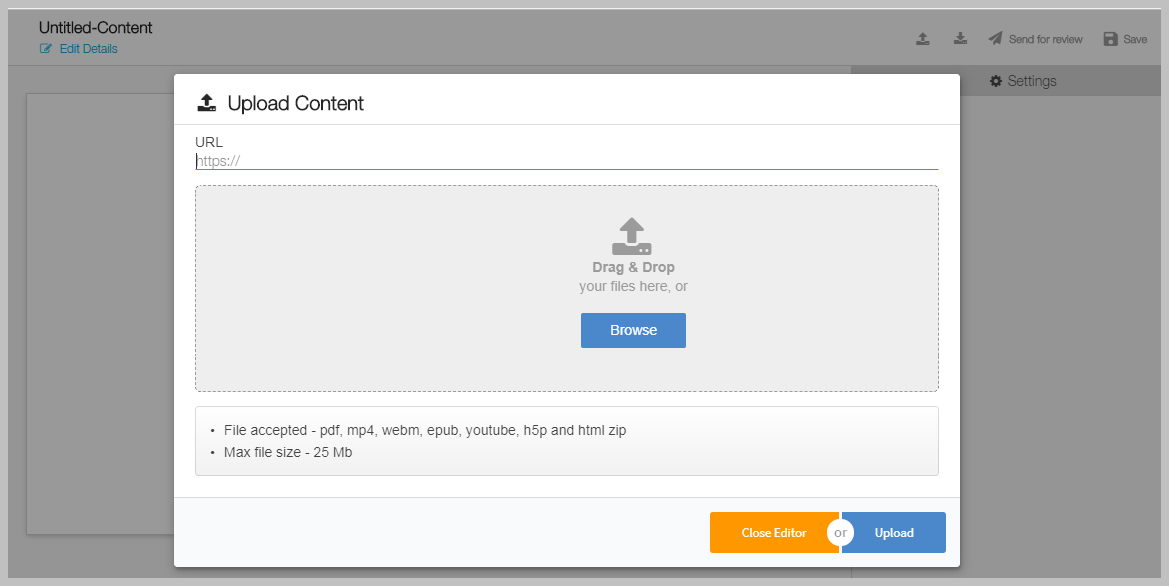 Untitled-Content
Edit Details
Send for review
Save
Settings
Upload Content
URL
https://
Drag & Drop
your files here, or
Browse
• File accepted - pdf, mp4, webm, epub, youtube, h5p and html zip
• Max file size - 25 Mb
Close Editor or Upload